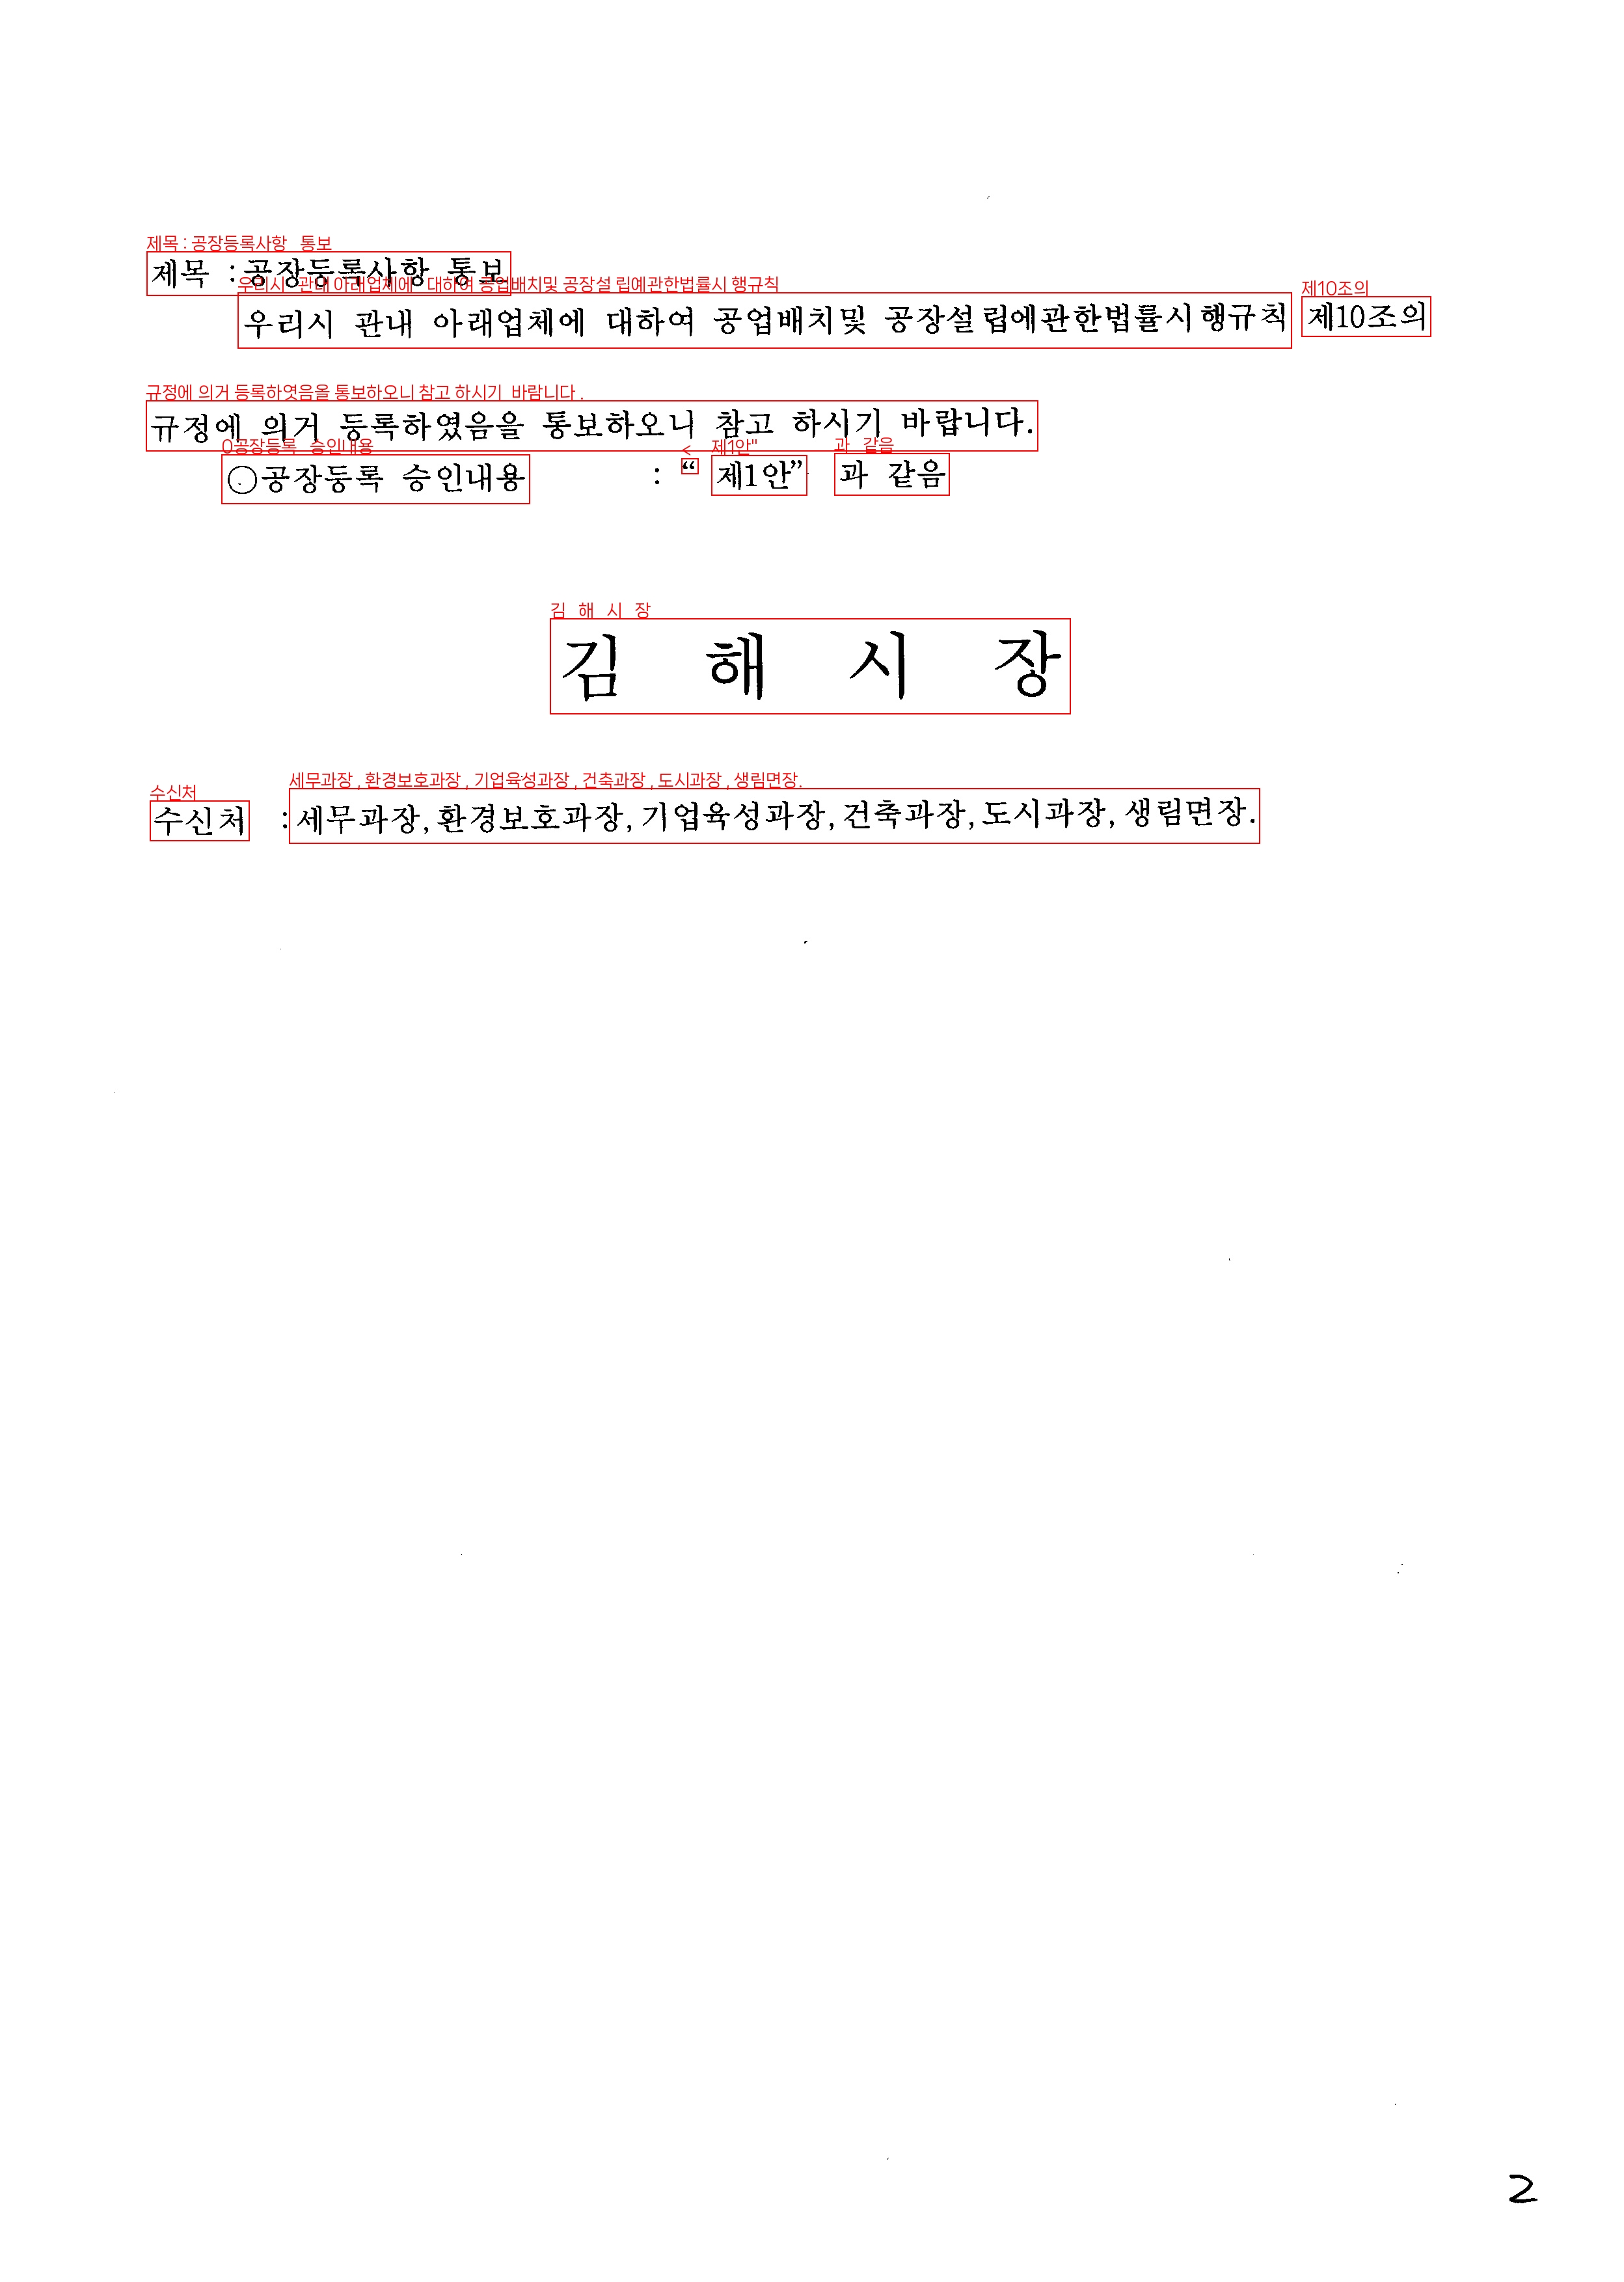 제목 : 공장등록사항 통보
우리시 관내 아래업체에 대하여 공업배치및 공장설립에관한법률시행규칙 제10조의
규정에 의거 등록하였음을 통보하오니 참고 하시기 바랍니다.
○공장등록 승인내용 : “제1안” 과 같음
김 해 시 장
수신처 : 세무과장, 환경보호과장, 기업육성과장, 건축과장, 도시과장, 생림면장.
2